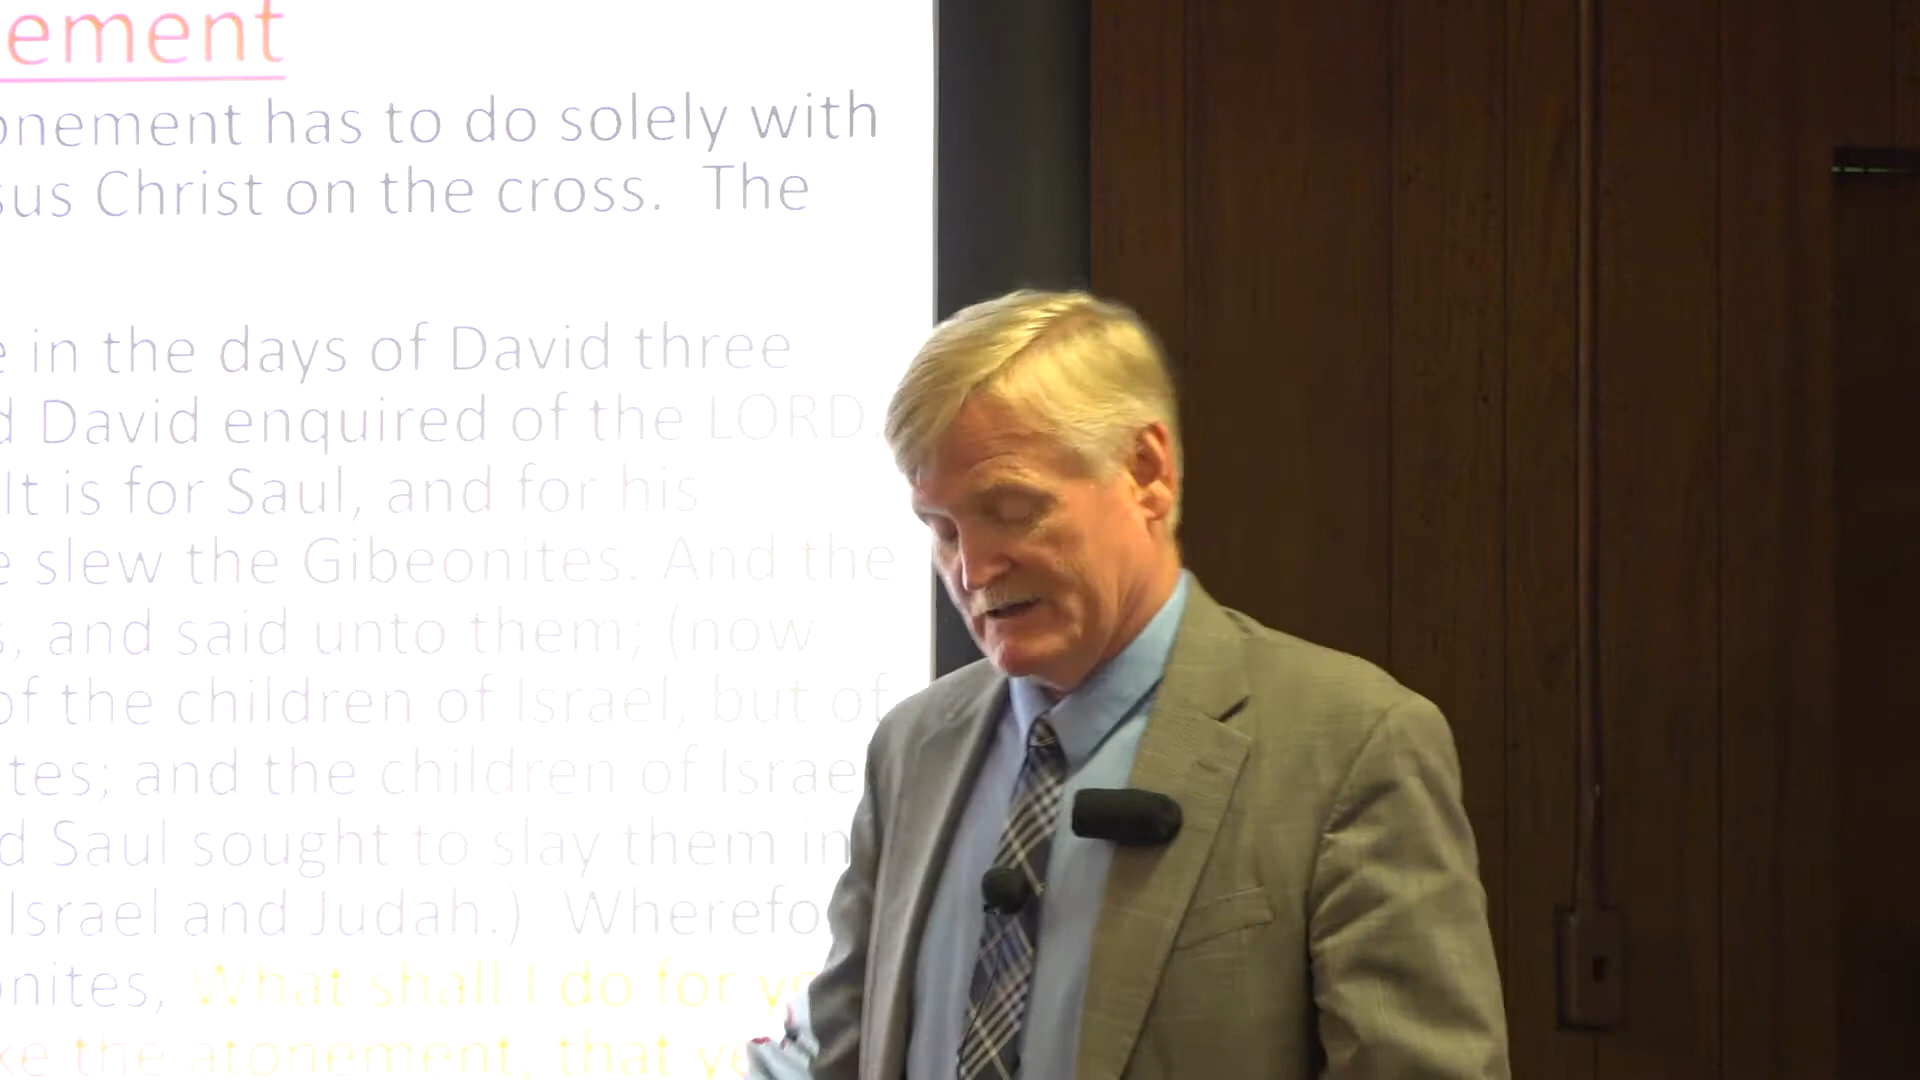 ement
onement has to do solely with
sus Christ on the cross. The
e in the days of David three
d David enquired of the LORD.
It is for Saul, and for his
e slew the Gibeonites. And the
s, and said unto them; (now
of the children of Israel, but of
tes; and the children of Israe
d Saul sought to slay them in
Israel and Judah.) Wherefo
onites, What shall I do for ye
ke the atonement, that ye